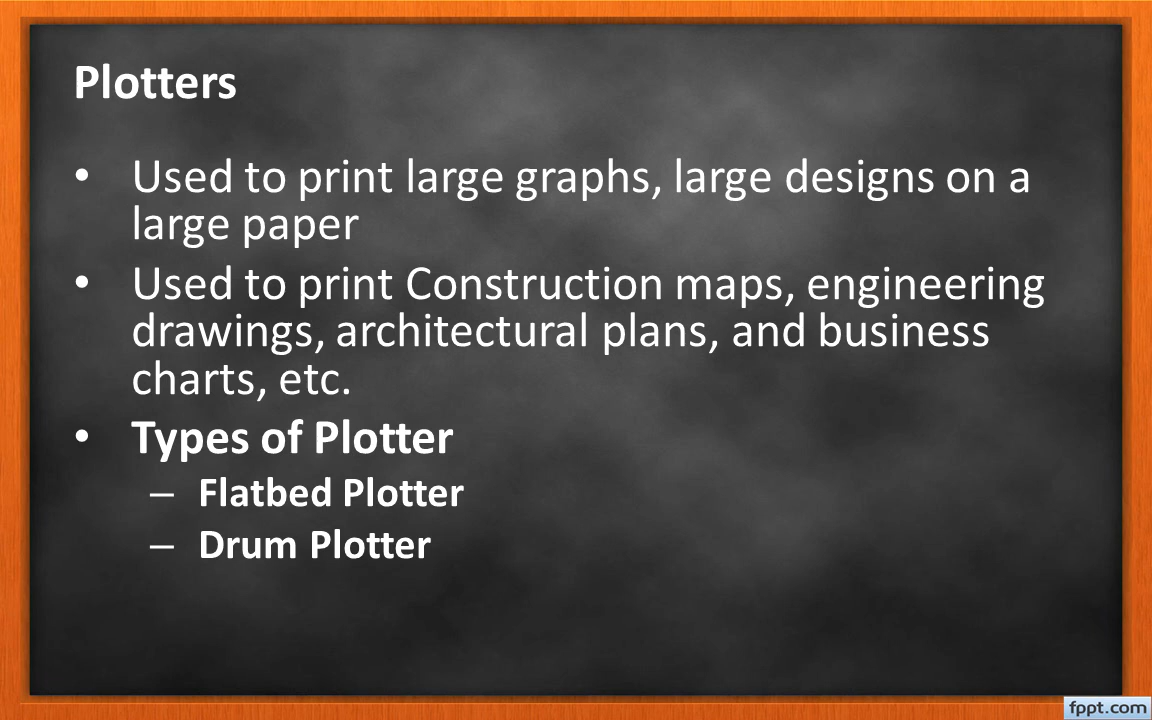 Plotters
• Used to print large graphs, large designs on a
large paper
• Used to print Construction maps, engineering
drawings, architectural plans, and business
charts, etc.
• Types of Plotter
– Flatbed Plotter
– Drum Plotter
fppt.com